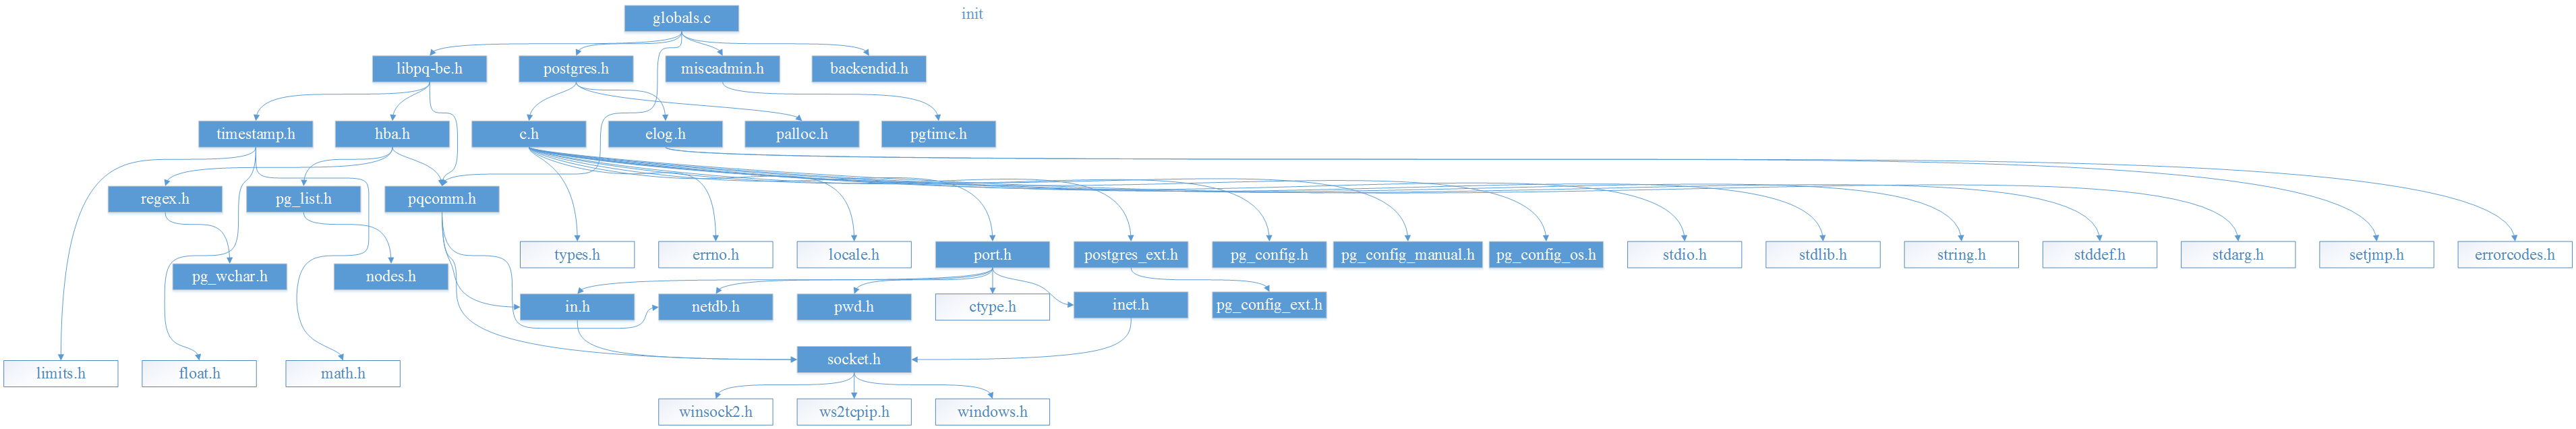 globals.c
init
libpq-be.h
postgres.h
miscadmin.h
backendid.h
timestamp.h
hba.h
c.h
elog.h
palloc.h
pgtime.h
regex.h
pg_list.h
pqcomm.h
types.h
errno.h
locale.h
port.h
postgres_ext.h
pg_config.h
pg_config_manual.h
pg_config_os.h
stdio.h
stdlib.h
string.h
stddef.h
stdarg.h
setjmp.h
errorcodes.h
pg_wchar.h
nodes.h
in.h
netdb.h
pwd.h
ctype.h
inet.h
pg_config_ext.h
limits.h
float.h
math.h
socket.h
winsock2.h
ws2tcpip.h
windows.h